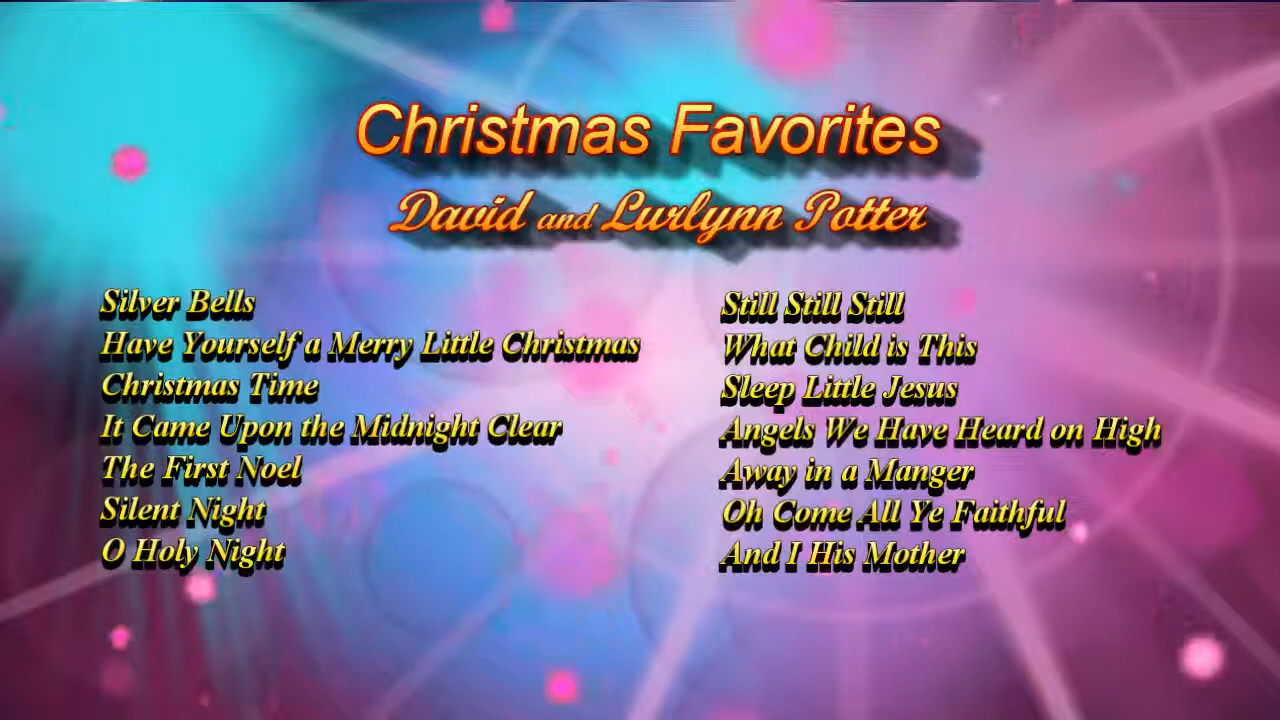 Christmas Favorites
David and Lurlynn Potter
Silver Bells
Have Yourself a Merry Little Christmas
Christmas Time
It Came Upon the Midnight Clear
The First Noel
Silent Night
O Holy Night
Still Still Still
What Child is This
Sleep Little Jesus
Angels We Have Heard on High
Away in a Manger
Oh Come All Ye Faithful
And I His Mother